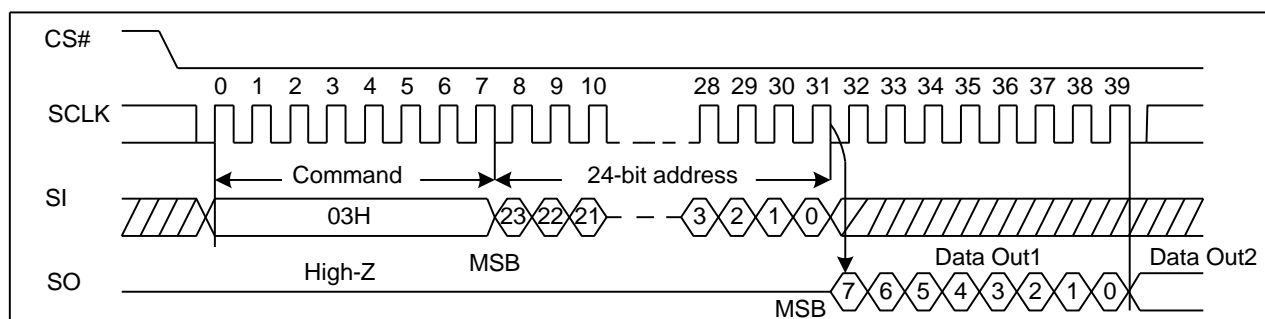 CS#
0 1 2 3 4 5 6 7 8 9 10 28 29 30 31 32 33 34 35 36 37 38 39
SCLK
Command 24-bit address
SI
03H 23 22 21 3 2 1 0
High-Z MSB Data Out1 Data Out2
SO
MSB 7 6 5 4 3 2 1 0